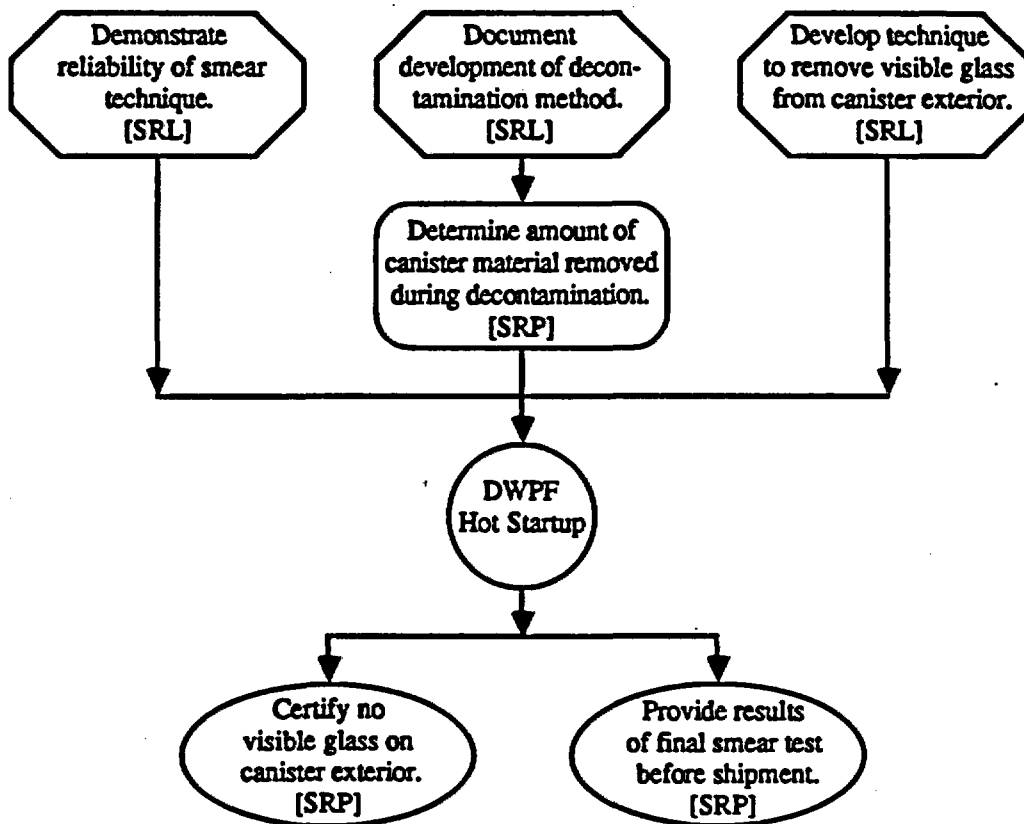 Demonstrate
reliability of smear
technique.
[SRL]
Document
development of decon-
tamination method.
[SRL]
Develop technique
to remove visible glass
from canister exterior.
[SRL]
Determine amount of
canister material removed
during decontamination.
[SRP]
DWPF
Hot Startup
Certify no
visible glass on
canister exterior.
[SRP]
Provide results
of final smear test
before shipment.
[SRP]